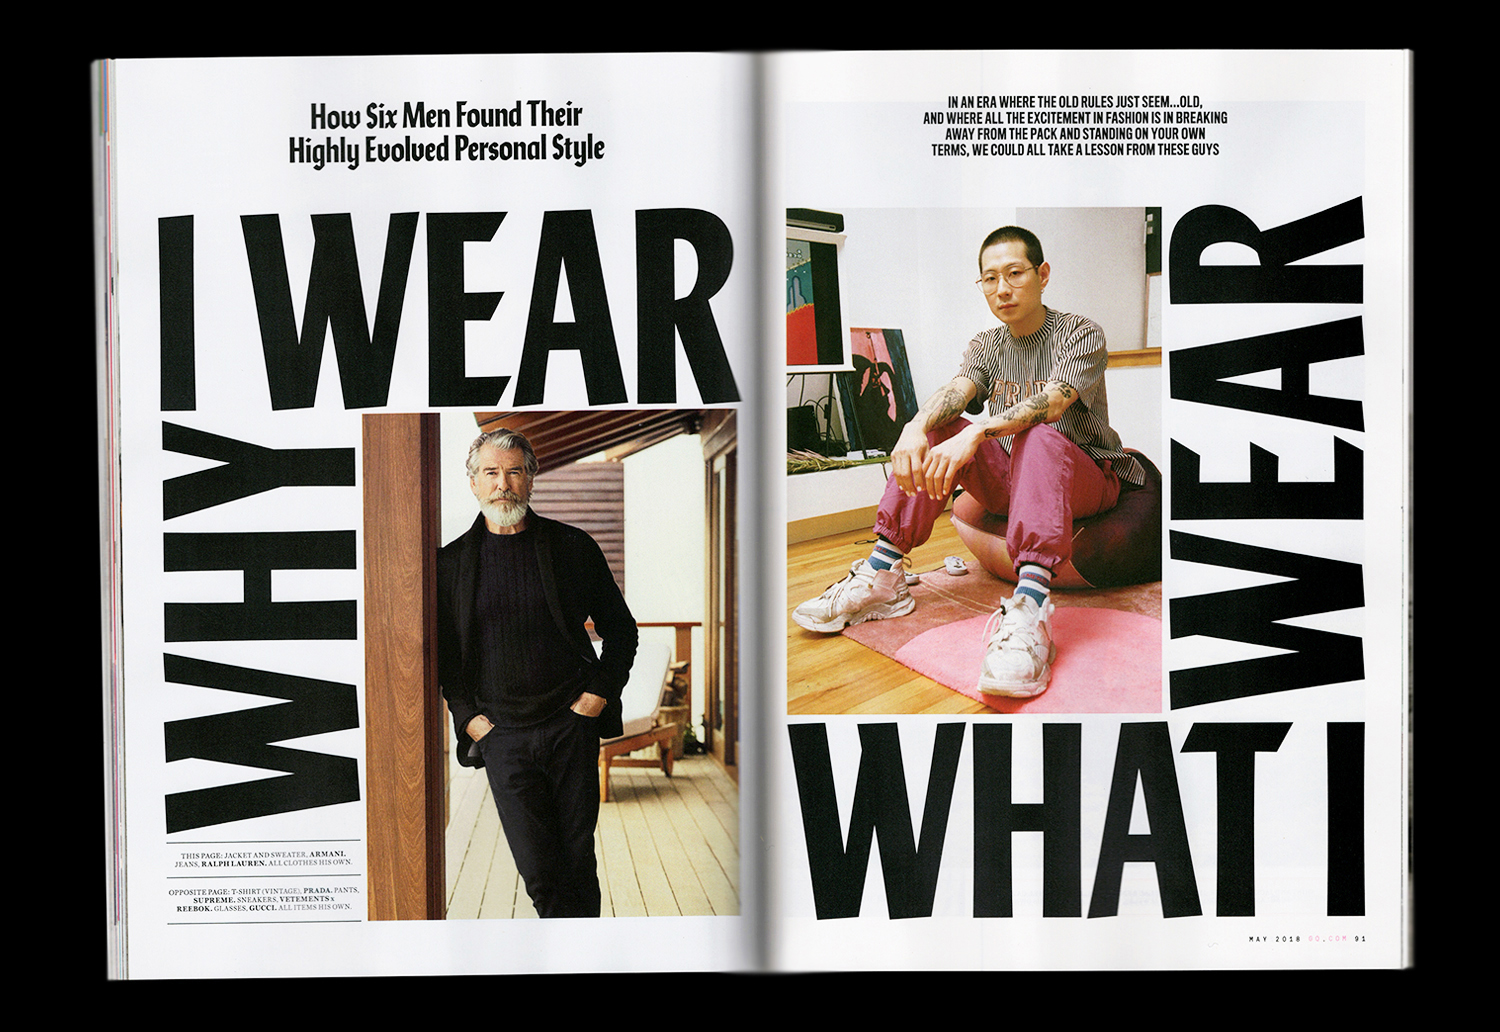 How Six Men Found Their
Highly Evolved Personal Style
WHY
I WEAR
THIS PAGE: JACKET AND SWEATER, ARMANI.
JEANS, RALPH LAUREN. ALL CLOTHES HIS OWN.
OPPOSITE PAGE: T-SHIRT (VINTAGE), PRADA. PANTS,
SUPREME. SNEAKERS, VETEMENTS x
REEBOK. GLASSES, GUCCI. ALL ITEMS HIS OWN.
IN AN ERA WHERE THE OLD RULES JUST SEEM...OLD,
AND WHERE ALL THE EXCITEMENT IN FASHION IS IN BREAKING
AWAY FROM THE PACK AND STANDING ON YOUR OWN
TERMS, WE COULD ALL TAKE A LESSON FROM THESE GUYS
WHAT I
WEAR
MAY 2018 GQ.COM 91